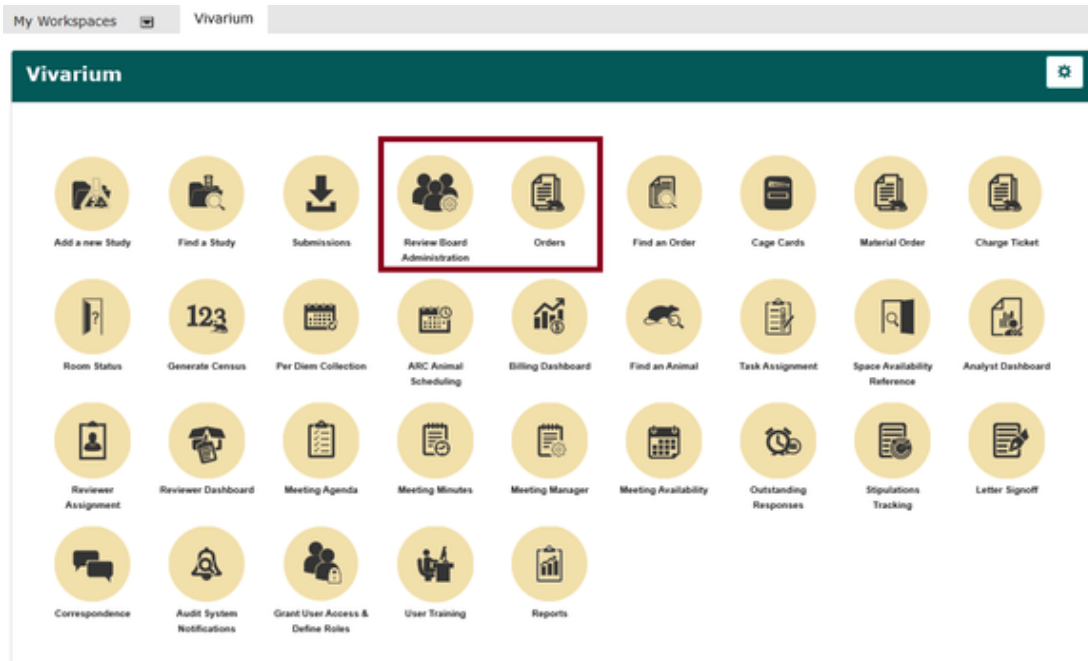 My Workspaces Vivarium
Vivarium
Add a new Study Find a Study Submissions Review Board Orders Find an Order Cage Cards Material Order Charge Ticket
Administration
?
123
Room Status Generate Census Per Diem Collection ARC Animal Billing Dashboard Find an Animal Task Assignment Space Availability Analyst Dashboard
Scheduling Reference
Reviewer Reviewer Dashboard Meeting Agenda Meeting Minutes Meeting Manager Meeting Availability Outstanding Stipulations Letter Signoff
Assignment Responses Tracking
Correspondence Audit System Grant User Access & User Training Reports
Notifications Define Roles